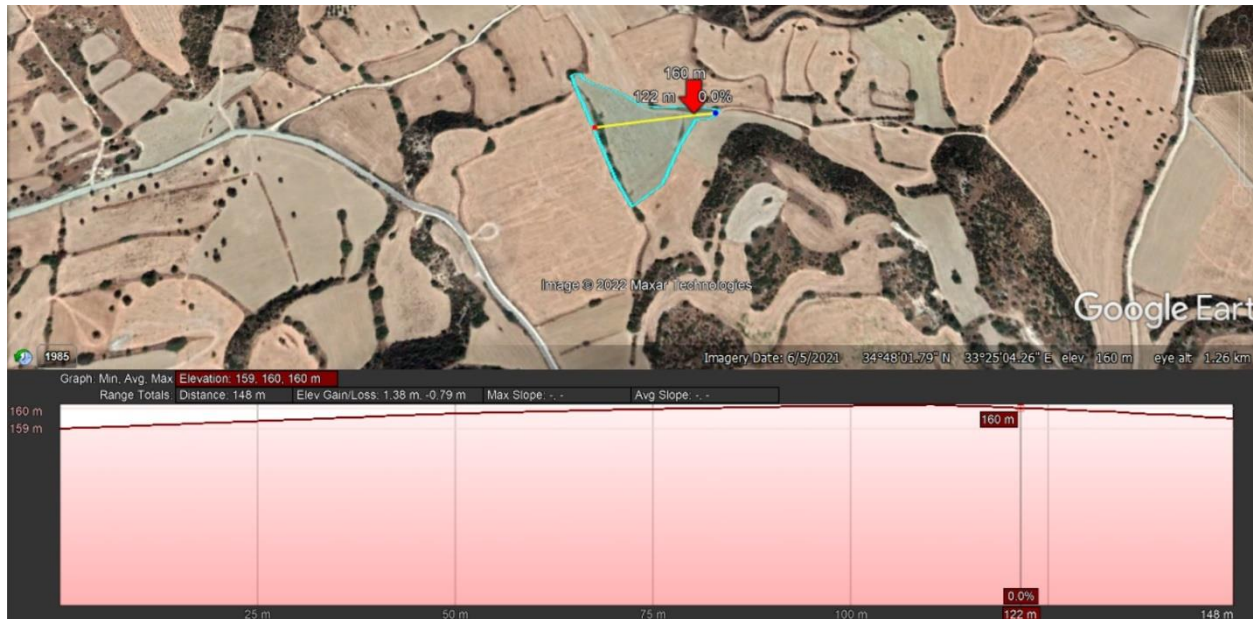 160 m
122 m 0.0%
Image © 2022 Maxar Technologies
Google Eart
1985
Imagery Date: 6/5/2021 34°48'01.79" N 33°25'04.26" E elev 160 m eye alt 1.26 km
Graph: Min, Avg, Max Elevation: 159, 160, 160 m
Range Totals: Distance: 148 m Elev Gain/Loss: 1.38 m, -0.79 m Max Slope: -, - Avg Slope: -, -
160 m
160 m
159 m
0.0%
25 m 50 m 75 m 100 m 122 m 148 m